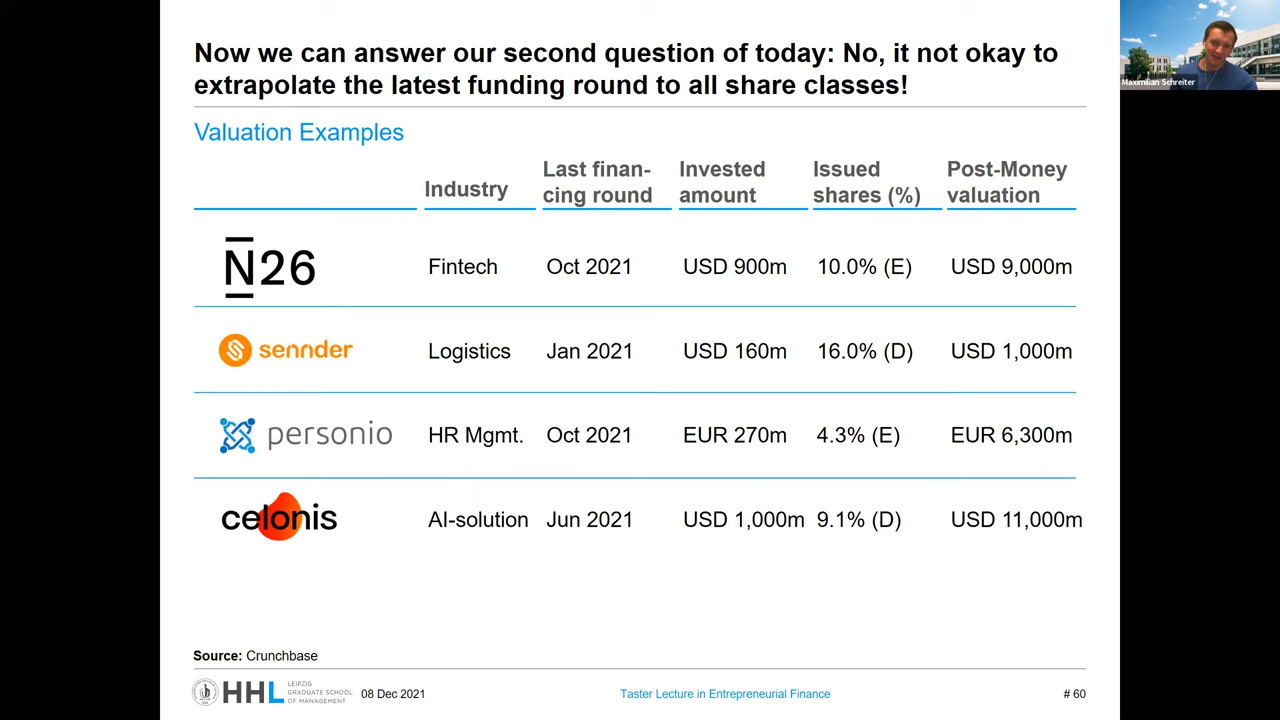 Now we can answer our second question of today: No, it not okay to
extrapolate the latest funding round to all share classes!
Maximilian Schreiter
Valuation Examples
Industry
Last finan-
cing round
Invested
amount
Issued
shares (%)
Post-Money
valuation
N26 Fintech Oct 2021 USD 900m 10.0% (E) USD 9,000m
sennder Logistics Jan 2021 USD 160m 16.0% (D) USD 1,000m
personio HR Mgmt. Oct 2021 EUR 270m 4.3% (E) EUR 6,300m
celonis AI-solution Jun 2021 USD 1,000m 9.1% (D) USD 11,000m
Source: Crunchbase
HHL
LEIPZIG
GRADUATE SCHOOL
OF MANAGEMENT
08 Dec 2021
Taster Lecture in Entrepreneurial Finance
# 60